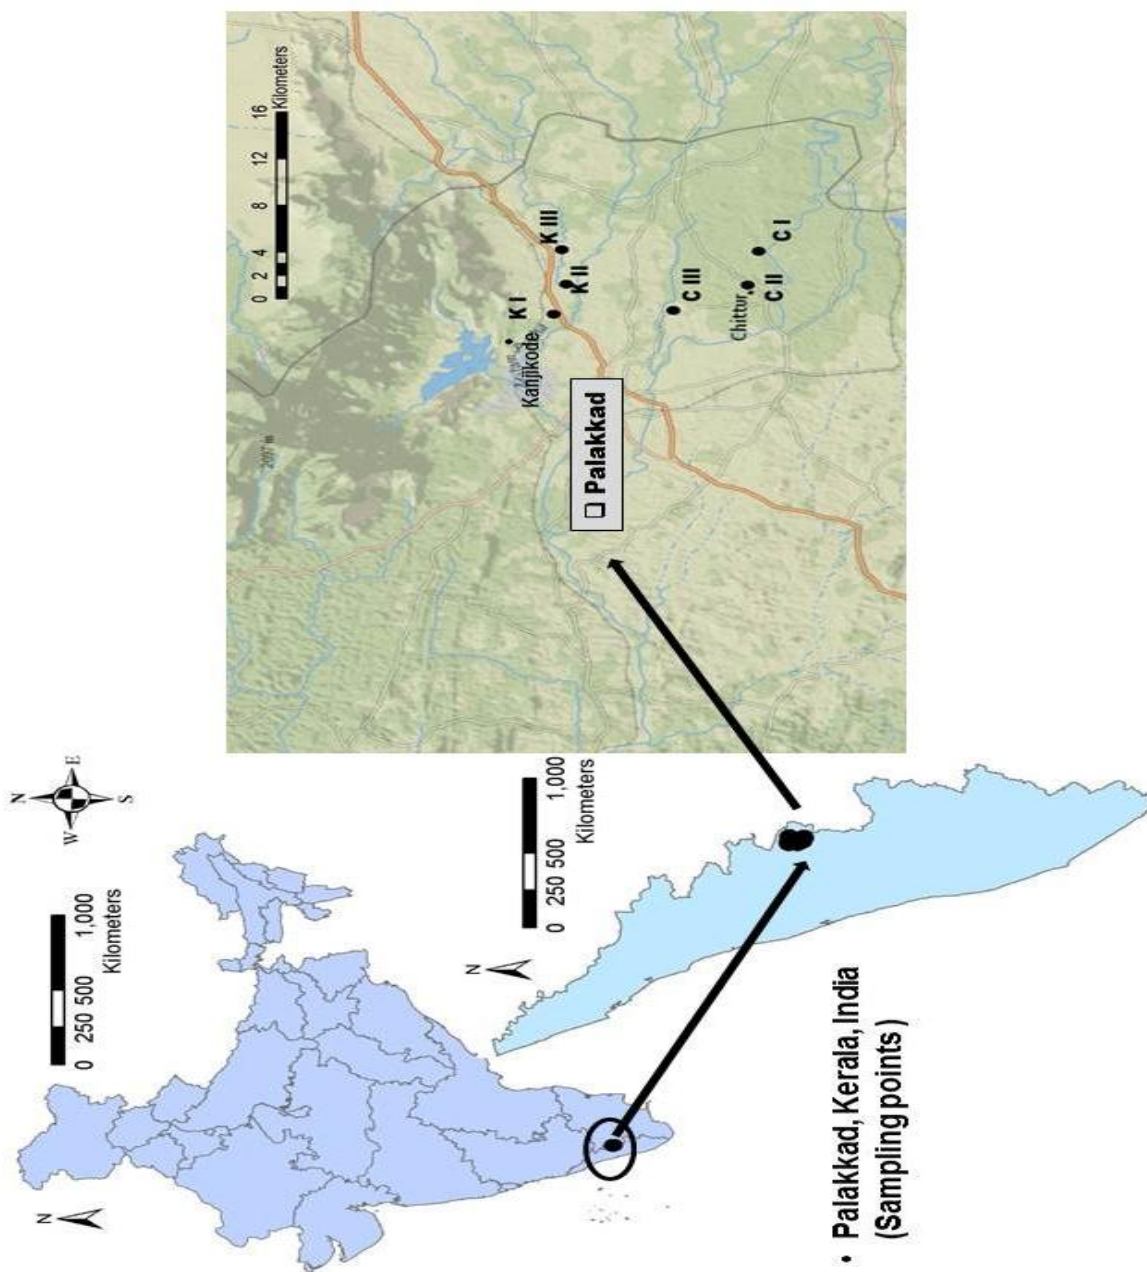 N
0 250 500 1,000
Kilometers
N
W
E
S
N
0 250 500 1,000
Kilometers
• Palakkad, Kerala, India
(Sampling points)
0 2 4 8 12 16
Kilometers
2097 m
Kanjikode
K I
K II
K III
Palakkad
C III
Chittur
C II
C I